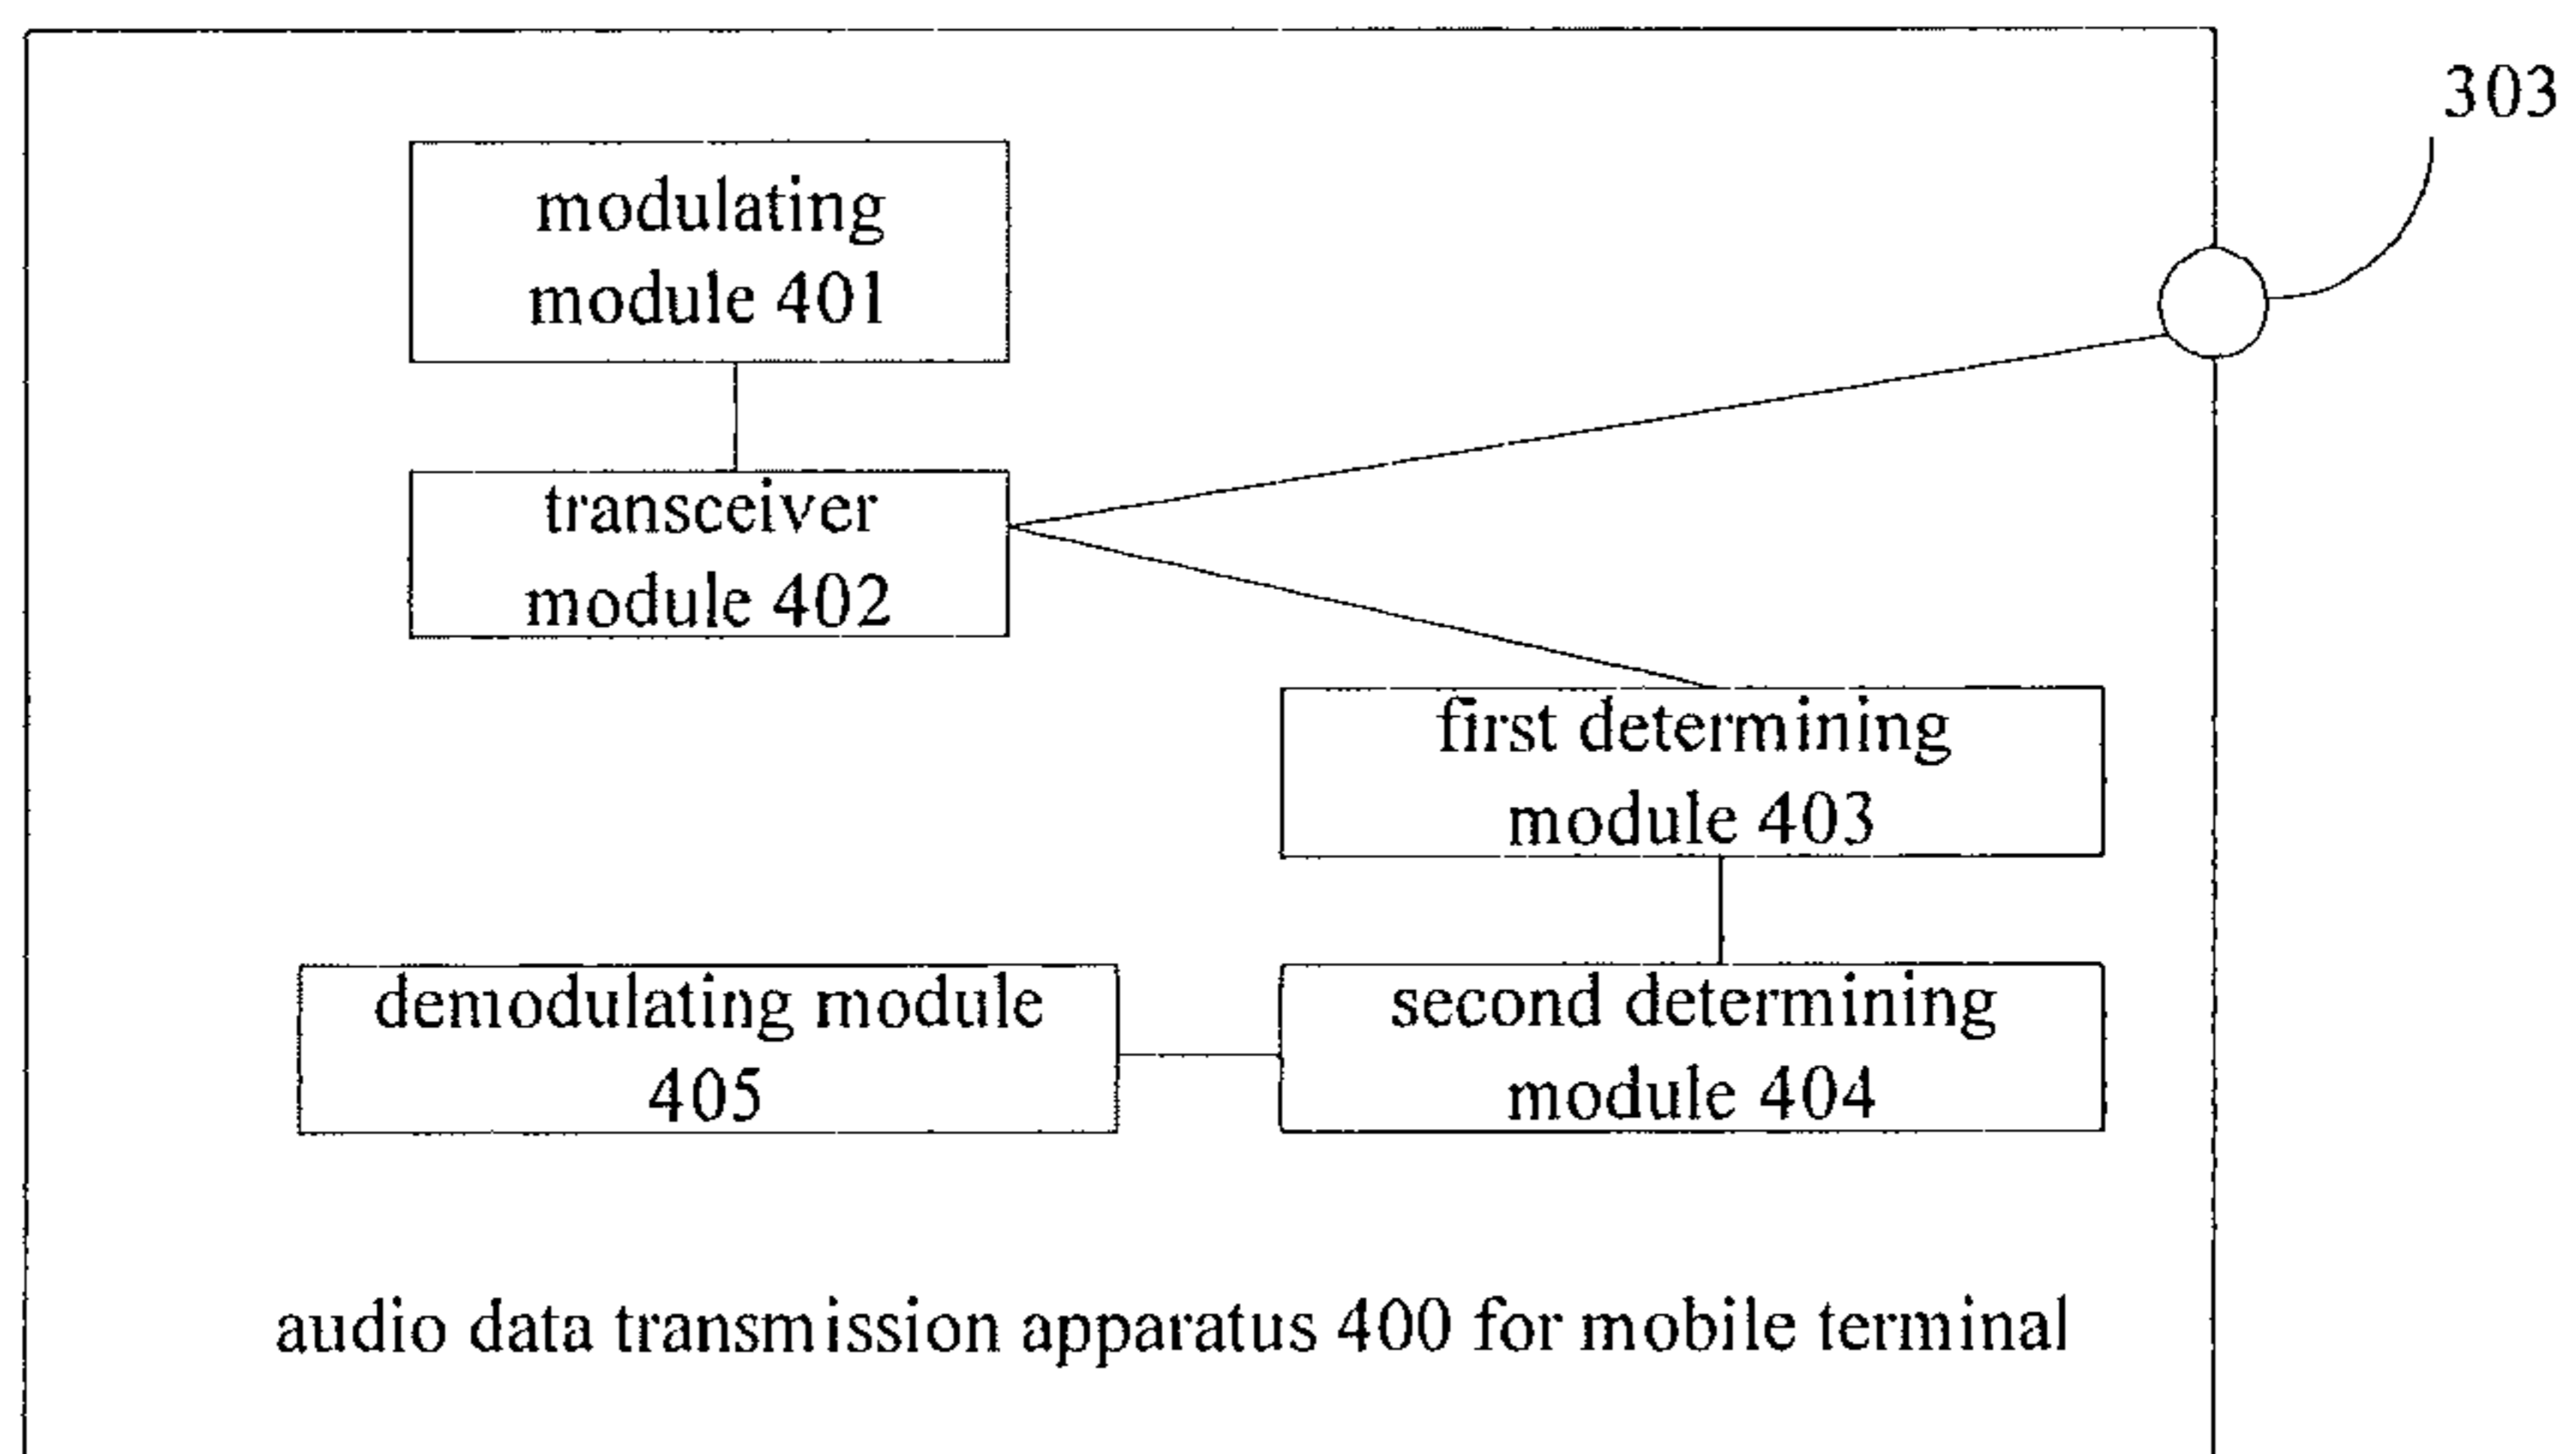 303
modulating
module 401
transceiver
module 402
first determining
module 403
demodulating module
405
second determining
module 404
audio data transmission apparatus 400 for mobile terminal